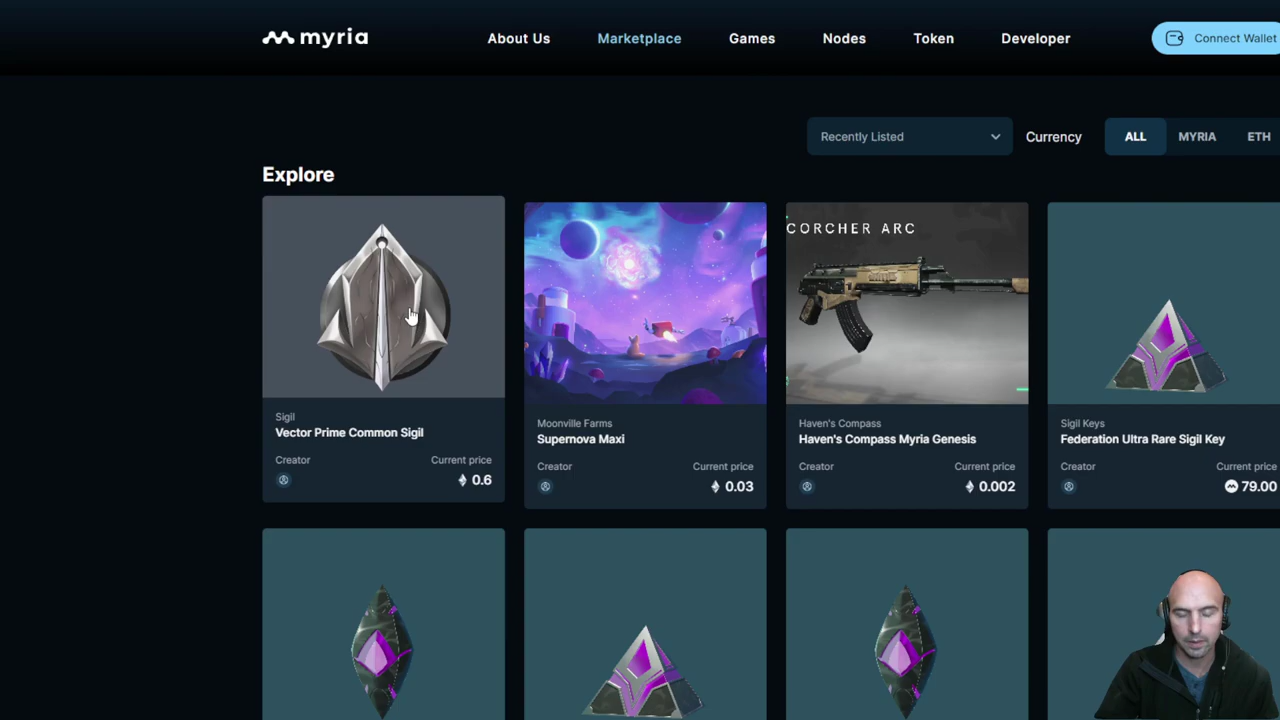 myria
About Us Marketplace Games Nodes Token Developer Connect Wallet
Recently Listed Currency ALL MYRIA ETH
Explore
CORCHER ARC
Sigil
Vector Prime Common Sigil
Creator Current price
0.6
Moonville Farms
Supernova Maxi
Creator Current price
0.03
Haven's Compass
Haven's Compass Myria Genesis
Creator Current price
0.002
Sigil Keys
Federation Ultra Rare Sigil Key
Creator Current price
79.00